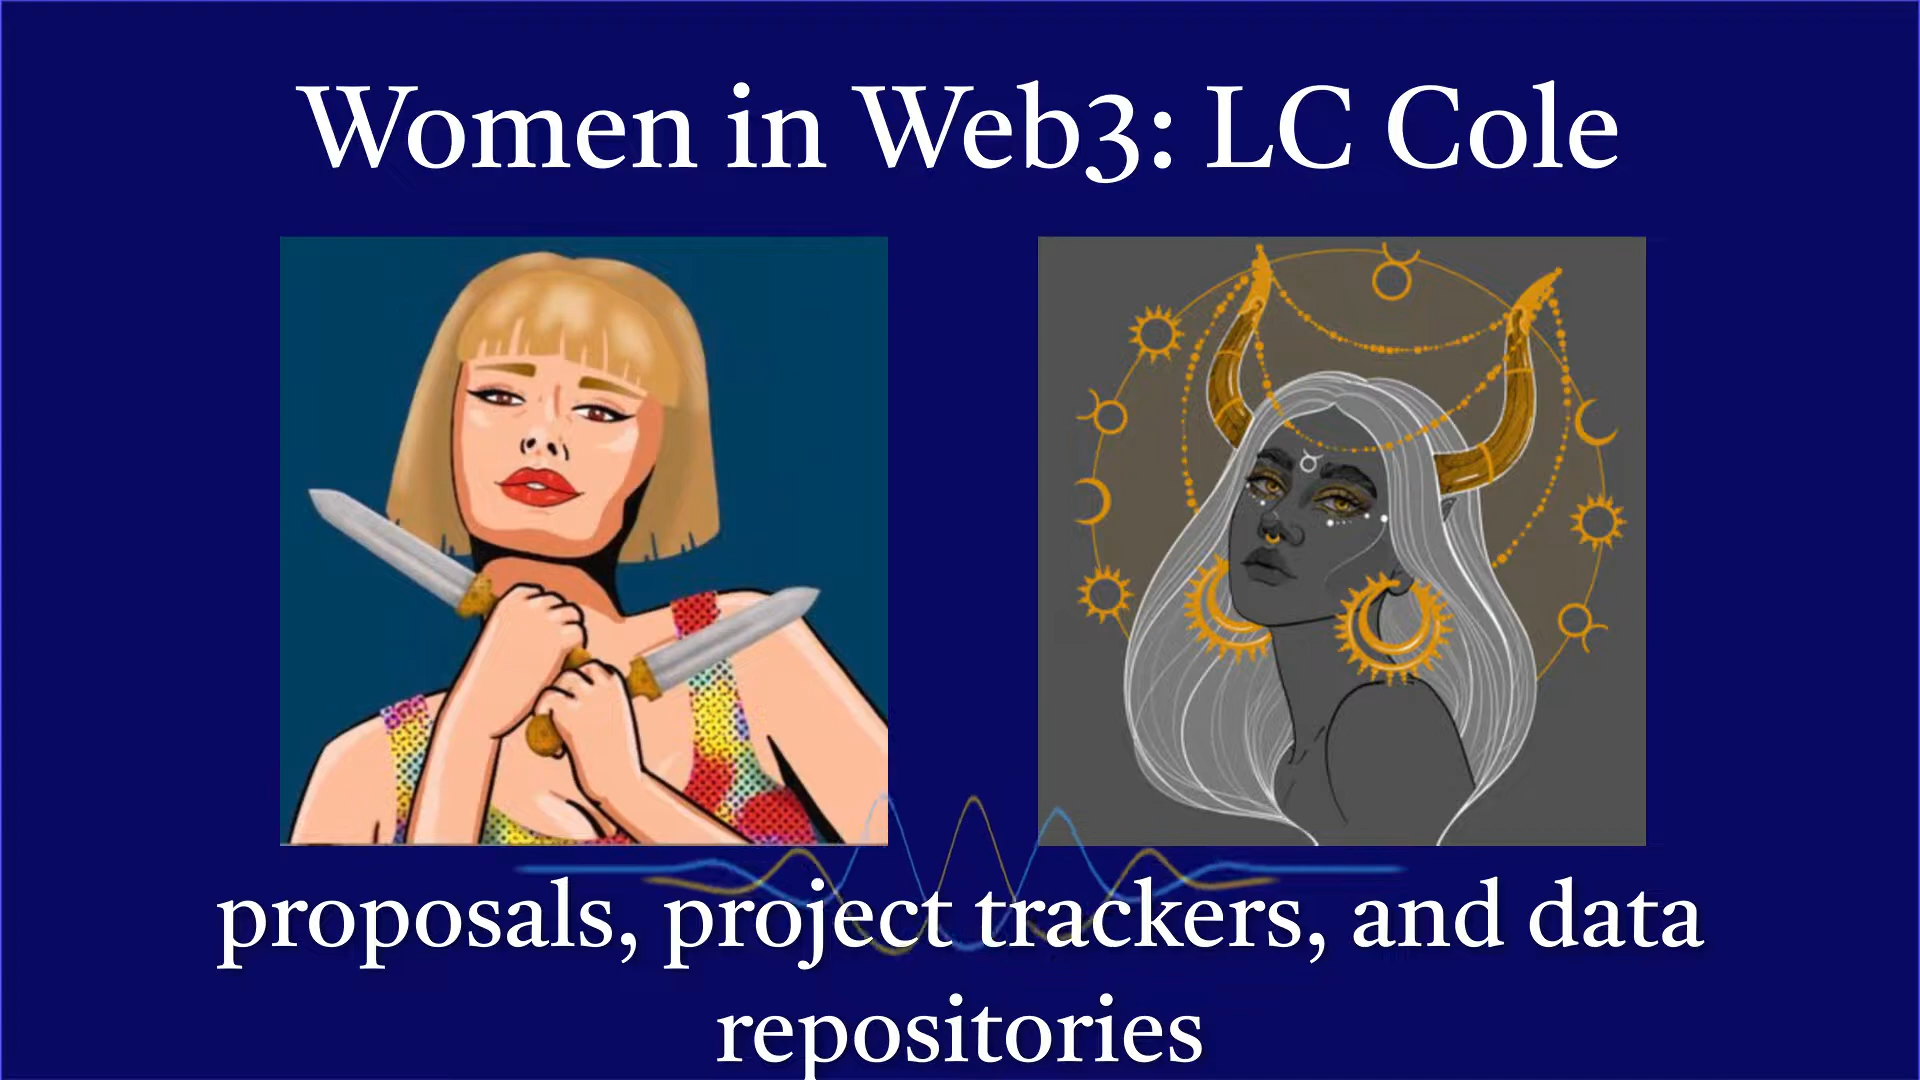 Women in Web3: LC Cole
proposals, project trackers, and data
repositories